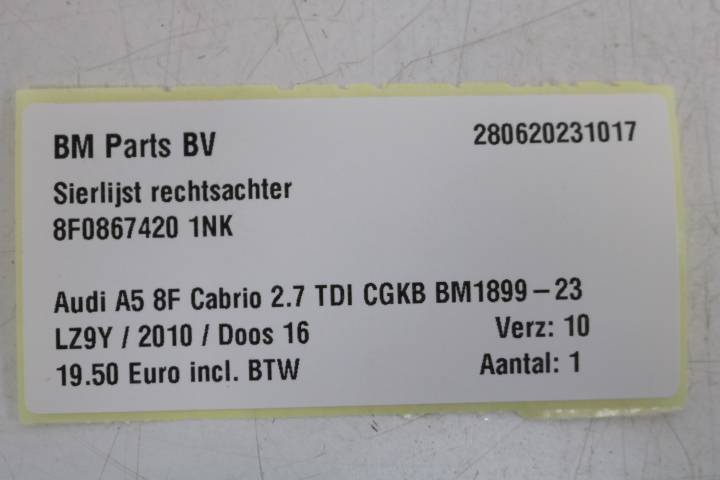 BM Parts BV 280620231017
Sierlijst rechtsachter
8F0867420 1NK
Audi A5 8F Cabrio 2.7 TDI CGKB BM1899-23
LZ9Y / 2010 / Doos 16 Verz: 10
19.50 Euro incl. BTW Aantal: 1